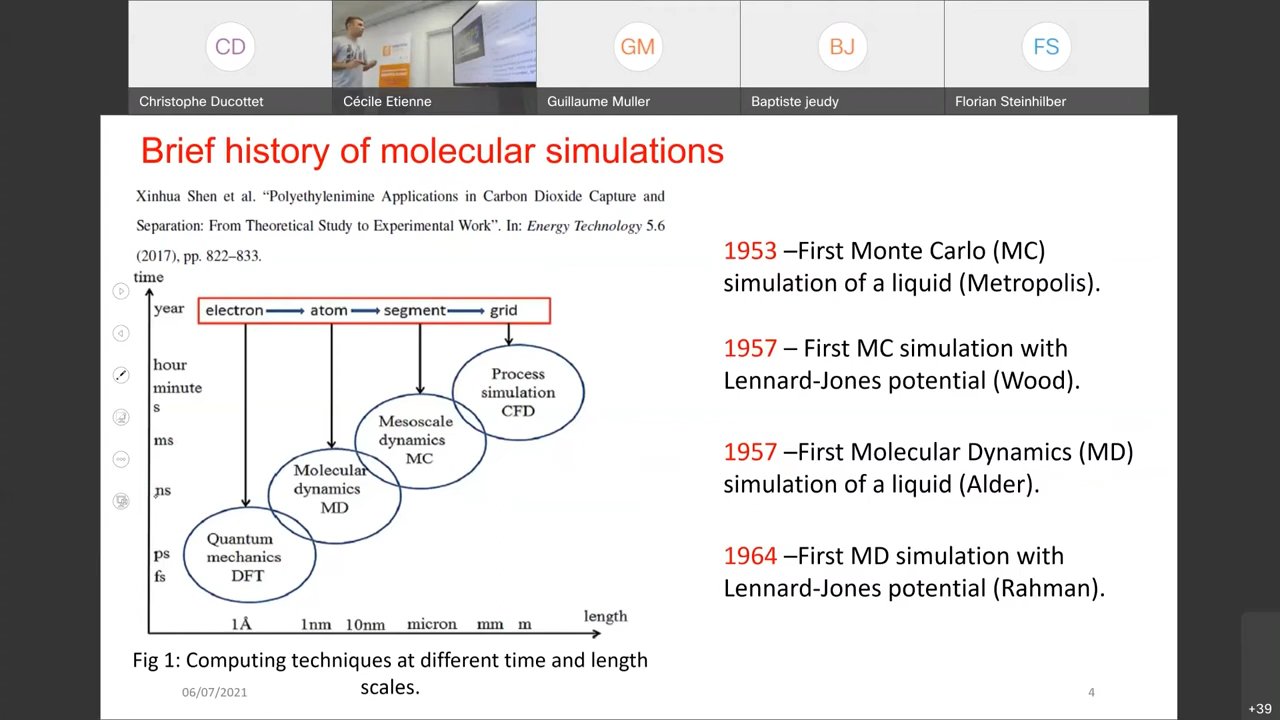 CD
GM
BJ
FS
Christophe Ducottet
Cécile Etienne
Guillaume Muller
Baptiste jeudy
Florian Steinhilber
Brief history of molecular simulations
Xinhua Shen et al. “Polyethylenimine Applications in Carbon Dioxide Capture and
Separation: From Theoretical Study to Experimental Work”. In: Energy Technology 5.6
(2017), pp. 822–833.
time
year
electron
atom
segment
grid
hour
minute
s
ms
ns
ps
fs
Process
simulation
CFD
Mesoscale
dynamics
MC
Molecular
dynamics
MD
Quantum
mechanics
DFT
1Å
1nm
10nm
micron
mm
m
length
Fig 1: Computing techniques at different time and length
scales.
1953 –First Monte Carlo (MC)
simulation of a liquid (Metropolis).
1957 – First MC simulation with
Lennard-Jones potential (Wood).
1957 –First Molecular Dynamics (MD)
simulation of a liquid (Alder).
1964 –First MD simulation with
Lennard-Jones potential (Rahman).
06/07/2021
4
+39